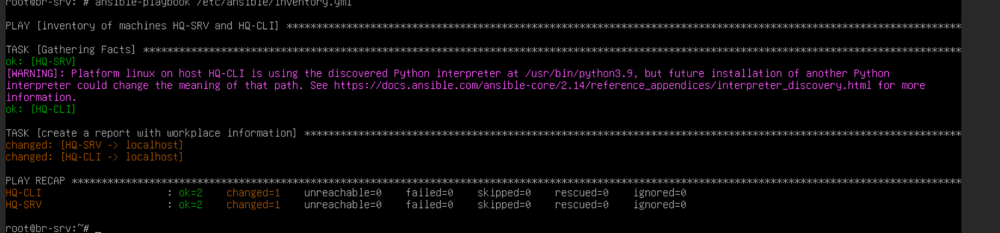 root@br-srv: # ansible-playbook /etc/ansible/inventory.yml
PLAY [inventory of machines HQ-SRV and HQ-CLI] *****************************************************************************************************************
TASK [Gathering Facts] *****************************************************************************************************************************************
ok: [HQ-SRV]
[WARNING]: Platform linux on host HQ-CLI is using the discovered Python interpreter at /usr/bin/python3.9, but future installation of another Python
interpreter could change the meaning of that path. See https://docs.ansible.com/ansible-core/2.14/reference_appendices/interpreter_discovery.html for more
information.
ok: [HQ-CLI]
TASK [create a report with workplace information] **************************************************************************************************************
changed: [HQ-SRV -> localhost]
changed: [HQ-CLI -> localhost]
PLAY RECAP *****************************************************************************************************************************************************
HQ-CLI                     : ok=2    changed=1    unreachable=0    failed=0    skipped=0    rescued=0    ignored=0
HQ-SRV                     : ok=2    changed=1    unreachable=0    failed=0    skipped=0    rescued=0    ignored=0
root@br-srv:~# _